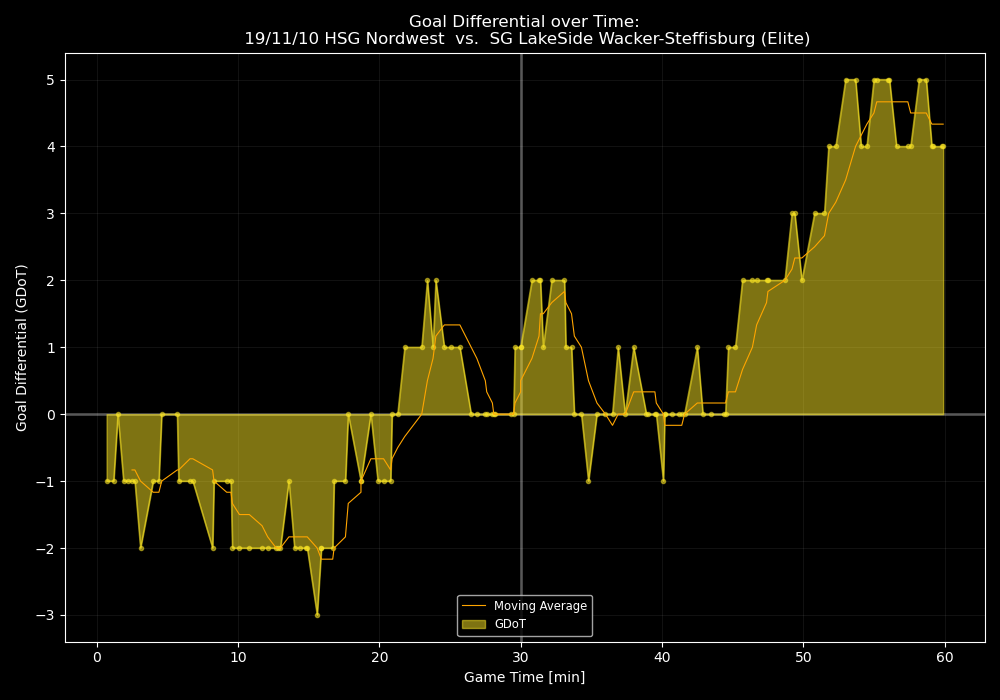 Goal Differential over Time:
19/11/10 HSG Nordwest  vs.  SG LakeSide Wacker-Steffisburg (Elite)
Goal Differential (GDoT)
5
4
3
2
1
0
−1
−2
−3
Moving Average
GDoT
0 10 20 30 40 50 60
Game Time [min]